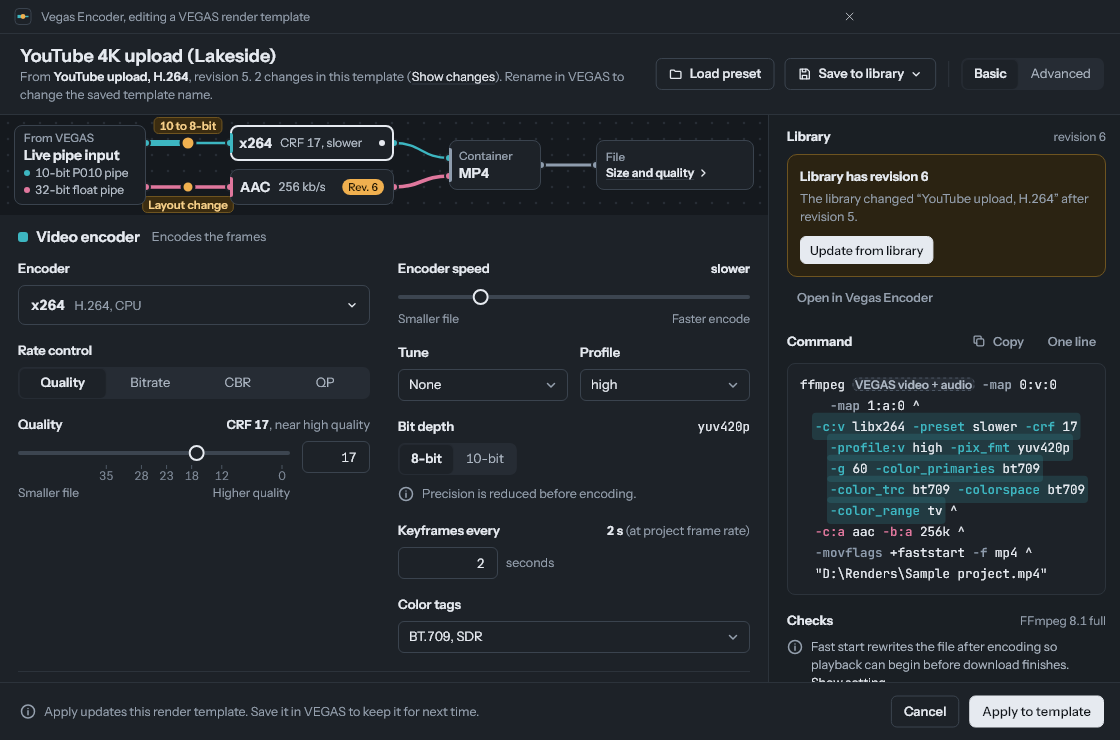 Vegas Encoder, editing a VEGAS render template
YouTube 4K upload (Lakeside)
From YouTube upload, H.264, revision 5. 2 changes in this template (Show changes). Rename in VEGAS to
change the saved template name.
Load preset
Save to library
Basic
Advanced
From VEGAS
Live pipe input
10-bit P010 pipe
32-bit float pipe
10 to 8-bit
Layout change
x264 CRF 17, slower
AAC 256 kb/s Rev. 6
Container
MP4
File
Size and quality
Video encoder Encodes the frames
Encoder
x264 H.264, CPU
Rate control
Quality Bitrate CBR QP
Quality CRF 17, near high quality
17
35 28 23 18 12 0
Smaller file Higher quality
Encoder speed slower
Smaller file Faster encode
Tune Profile
None high
Bit depth yuv420p
8-bit 10-bit
Precision is reduced before encoding.
Keyframes every 2 s (at project frame rate)
2 seconds
Color tags
BT.709, SDR
Library revision 6
Library has revision 6
The library changed “YouTube upload, H.264” after
revision 5.
Update from library
Open in Vegas Encoder
Command Copy One line
ffmpeg VEGAS video + audio -map 0:v:0
-map 1:a:0 ^
-c:v libx264 -preset slower -crf 17
-profile:v high -pix_fmt yuv420p
-g 60 -color_primaries bt709
-color_trc bt709 -colorspace bt709
-color_range tv ^
-c:a aac -b:a 256k ^
-movflags +faststart -f mp4 ^
"D:\Renders\Sample project.mp4"
Checks FFmpeg 8.1 full
Fast start rewrites the file after encoding so
playback can begin before download finishes.
Show setting
Apply updates this render template. Save it in VEGAS to keep it for next time.
Cancel
Apply to template